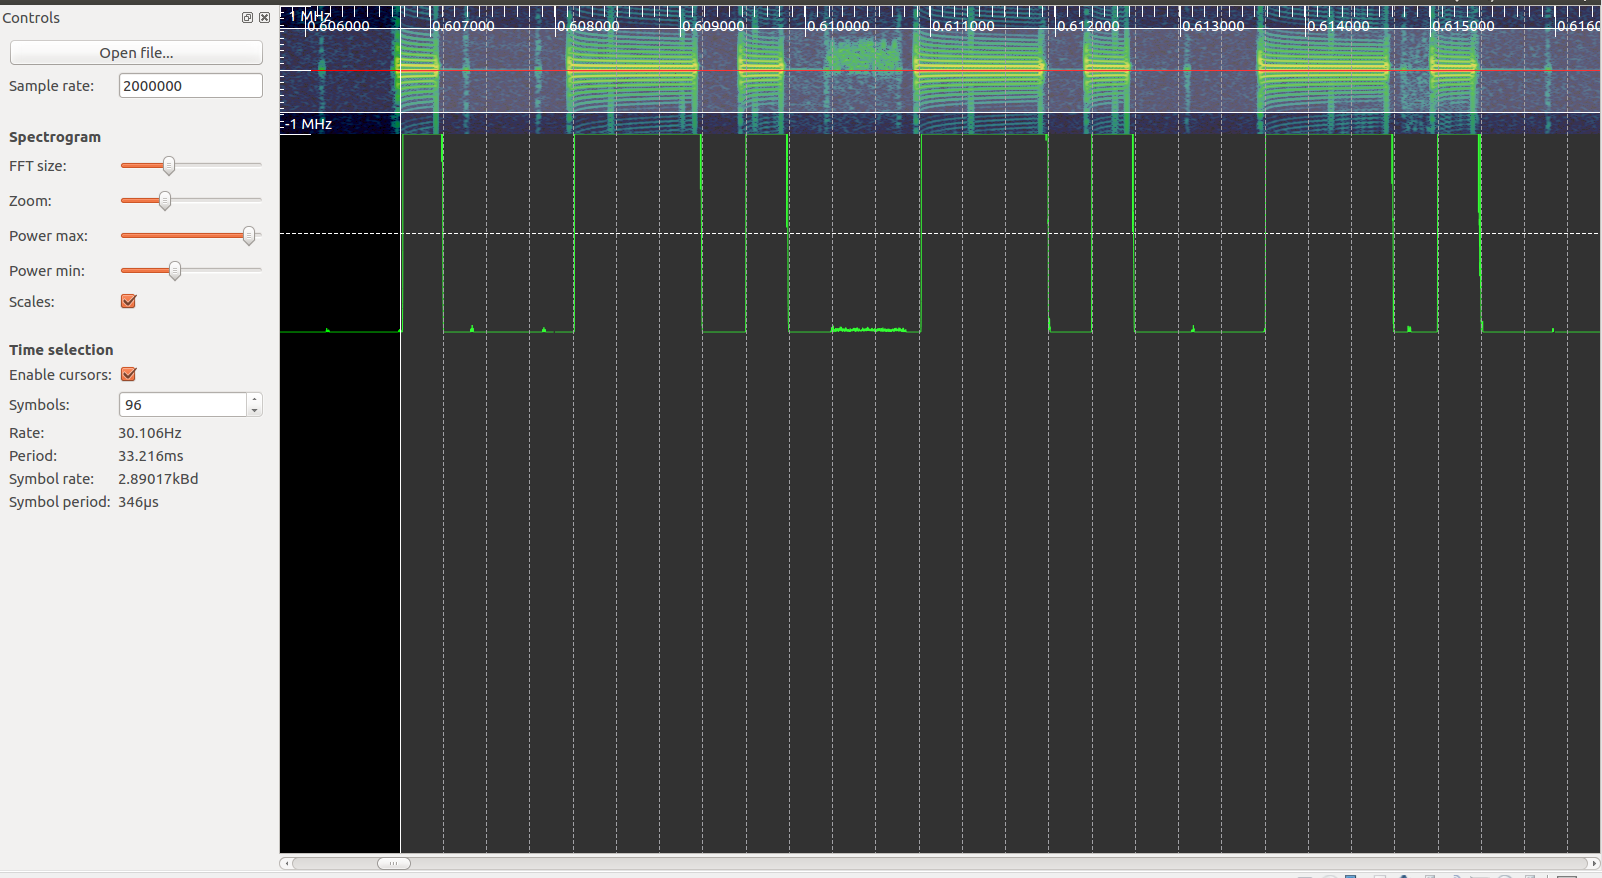 Controls
Open file...
Sample rate: 2000000
Spectrogram
FFT size:
Zoom:
Power max:
Power min:
Scales:
Time selection
Enable cursors:
Symbols: 96
Rate: 30.106Hz
Period: 33.216ms
Symbol rate: 2.89017kBd
Symbol period: 346µs
1 MHz
0.606000 0.607000 0.608000 0.609000 0.610000 0.611000 0.612000 0.613000 0.614000 0.615000 0.616
-1 MHz